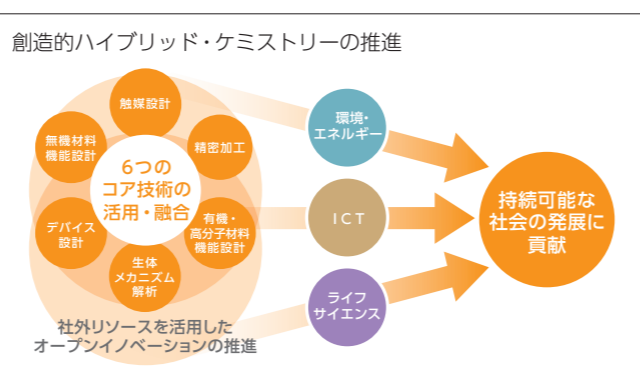 創造的ハイブリッド・ケミストリーの推進
触媒設計
無機材料
機能設計
精密加工
6つの
コア技術の
活用・融合
デバイス
設計
有機・
高分子材料
機能設計
生体
メカニズム
解析
社外リソースを活用した
オープンイノベーションの推進
環境・
エネルギー
ICT
ライフ
サイエンス
持続可能な
社会の発展に
貢献